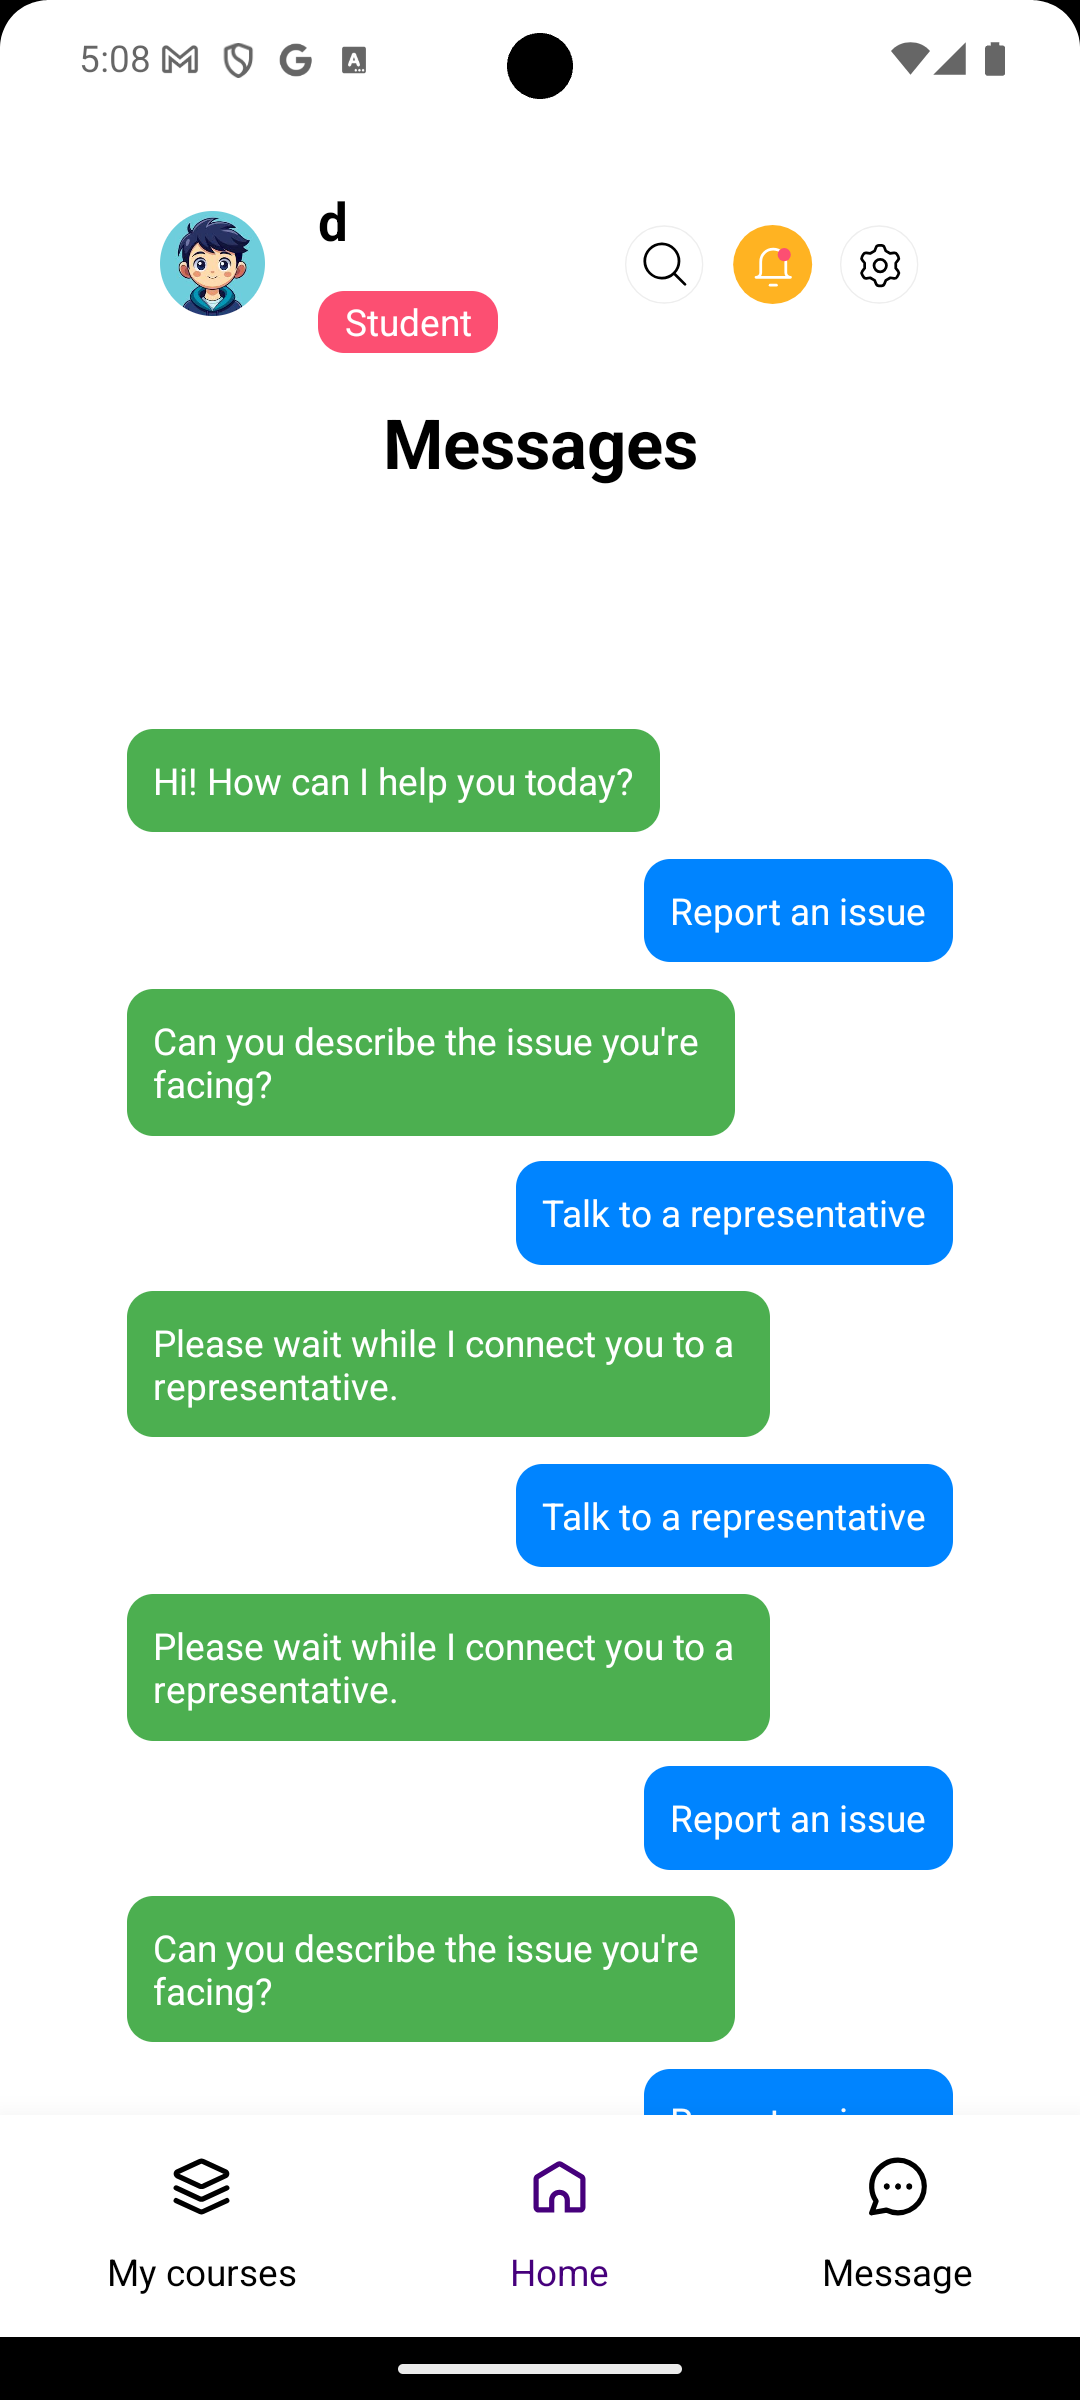 5:08
d
Student
Messages
Hi! How can I help you today?
Report an issue
Can you describe the issue you're
facing?
Talk to a representative
Please wait while I connect you to a
representative.
Talk to a representative
Please wait while I connect you to a
representative.
Report an issue
Can you describe the issue you're
facing?
My courses
Home
Message